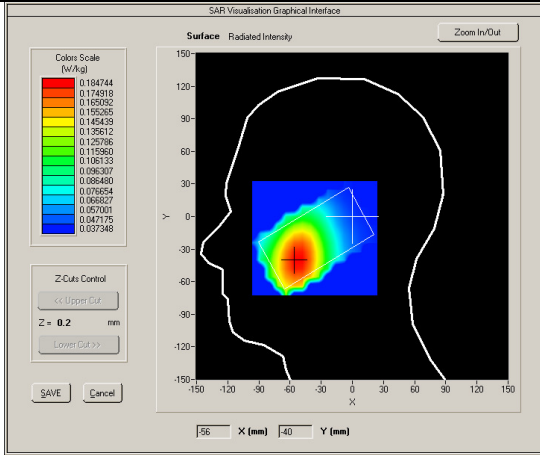 SAR Visualisation Graphical Interface
Surface Radiated Intensity
Zoom In/Out
Colors Scale
(W/kg)
0.184744
0.174918
0.165092
0.155265
0.145439
0.135612
0.125786
0.115960
0.106133
0.096307
0.086480
0.076654
0.066827
0.057001
0.047175
0.037348
Z-Cuts Control
<< Upper Cut
Z = 0.2 mm
Lower Cut >>
SAVE Cancel
150
120
90
60
30
0
-30
-60
-90
-120
-150
Y
-150 -120 -90 -60 -30 0 30 60 90 120 150
X
-56 X (mm) -40 Y (mm)